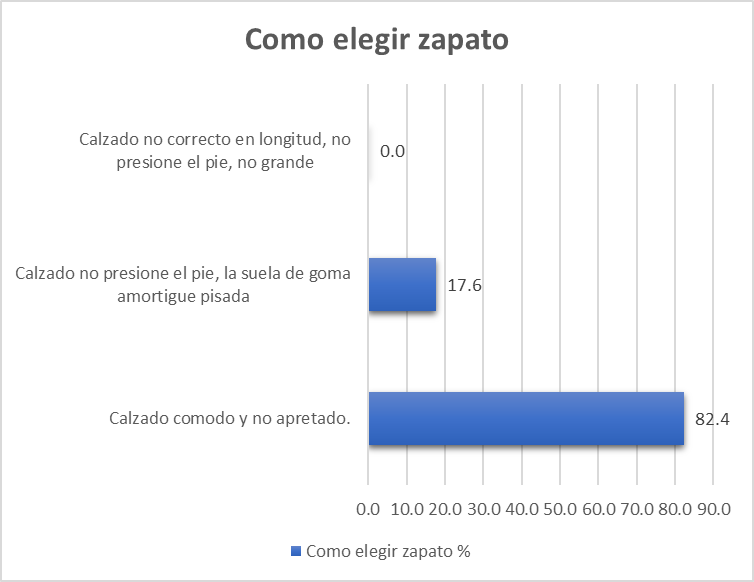 Como elegir zapato
Calzado no correcto en longitud, no
presione el pie, no grande
0.0
Calzado no presione el pie, la suela de goma
amortigue pisada
17.6
Calzado comodo y no apretado.
82.4
0.0 10.0 20.0 30.0 40.0 50.0 60.0 70.0 80.0 90.0
Como elegir zapato %